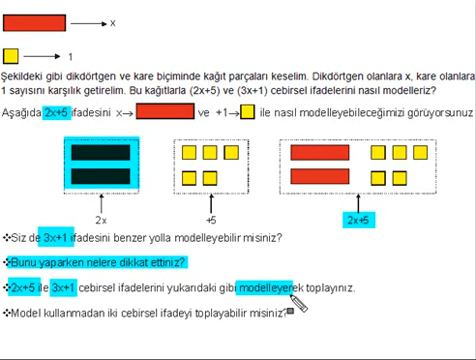 x
1
Şekildeki gibi dikdörtgen ve kare biçiminde kağıt parçaları keselim. Dikdörtgen olanlara x, kare olanlara
1 sayısını karşılık getirelim. Bu kağıtlarla (2x+5) ve (3x+1) cebirsel ifadelerini nasıl modelleriz?
Aşağıda 2x+5 ifadesini x→ ve +1→ ile nasıl modelleyebileceğimizi görüyorsunuz
2x +5 2x+5
❖Siz de 3x+1 ifadesini benzer yolla modelleyebilir misiniz?
❖Bunu yaparken nelere dikkat ettiniz?
❖2x+5 ile 3x+1 cebirsel ifadelerini yukarıdaki gibi modelleyerek toplayınız.
❖Model kullanmadan iki cebirsel ifadeyi toplayabilir misiniz?